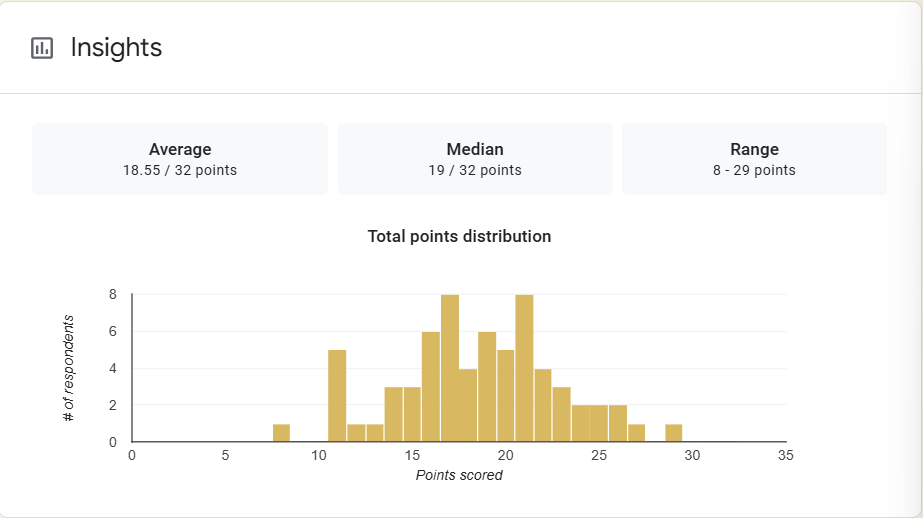 Insights
Average
18.55 / 32 points
Median
19 / 32 points
Range
8 - 29 points
Total points distribution
# of respondents
8
6
4
2
0
0 5 10 15 20 25 30 35
Points scored